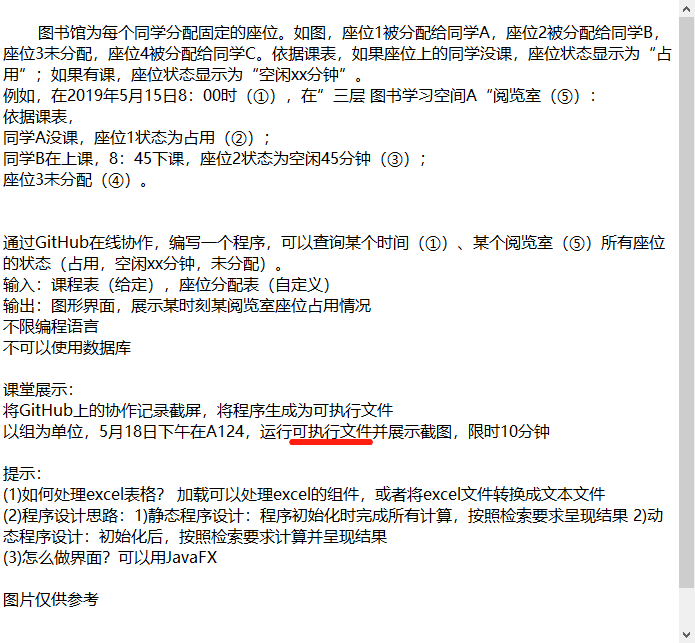 图书馆为每个同学分配固定的座位。如图，座位1被分配给同学A，座位2被分配给同学B，
座位3未分配，座位4被分配给同学C。依据课表，如果座位上的同学没课，座位状态显示为“占
用”；如果有课，座位状态显示为“空闲xx分钟”。
例如，在2019年5月15日8：00时（①），在”三层 图书学习空间A“阅览室（⑤）：
依据课表，
同学A没课，座位1状态为占用（②）；
同学B在上课，8：45下课，座位2状态为空闲45分钟（③）；
座位3未分配（④）。
通过GitHub在线协作，编写一个程序，可以查询某个时间（①）、某个阅览室（⑤）所有座位
的状态（占用，空闲xx分钟，未分配）。
输入：课程表（给定），座位分配表（自定义）
输出：图形界面，展示某时刻某阅览室座位占用情况
不限编程语言
不可以使用数据库
课堂展示：
将GitHub上的协作记录截屏，将程序生成为可执行文件
以组为单位，5月18日下午在A124，运行可执行文件并展示截图，限时10分钟
提示：
(1)如何处理excel表格？ 加载可以处理excel的组件，或者将excel文件转换成文本文件
(2)程序设计思路：1)静态程序设计：程序初始化时完成所有计算，按照检索要求呈现结果 2)动
态程序设计：初始化后，按照检索要求计算并呈现结果
(3)怎么做界面？可以用JavaFX
图片仅供参考